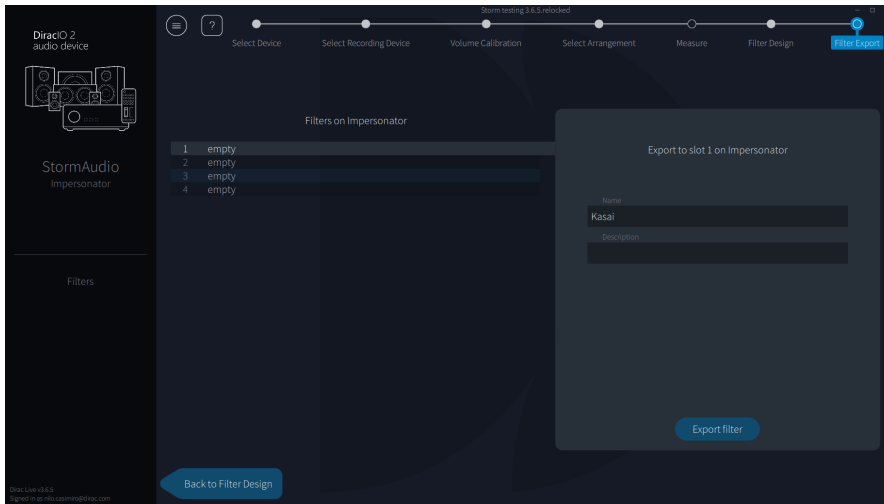 Storm testing 3.6.5.relocked
DiracIO 2
audio device
?
Select Device
Select Recording Device
Volume Calibration
Select Arrangement
Measure
Filter Design
Filter Export
StormAudio
Impersonator
Filters
Filters on Impersonator
1 empty
2 empty
3 empty
4 empty
Export to slot 1 on Impersonator
Name
Kasai
Description
Export filter
Back to Filter Design
Dirac Live v3.6.5
Signed in as niló.casimiro@dirac.com